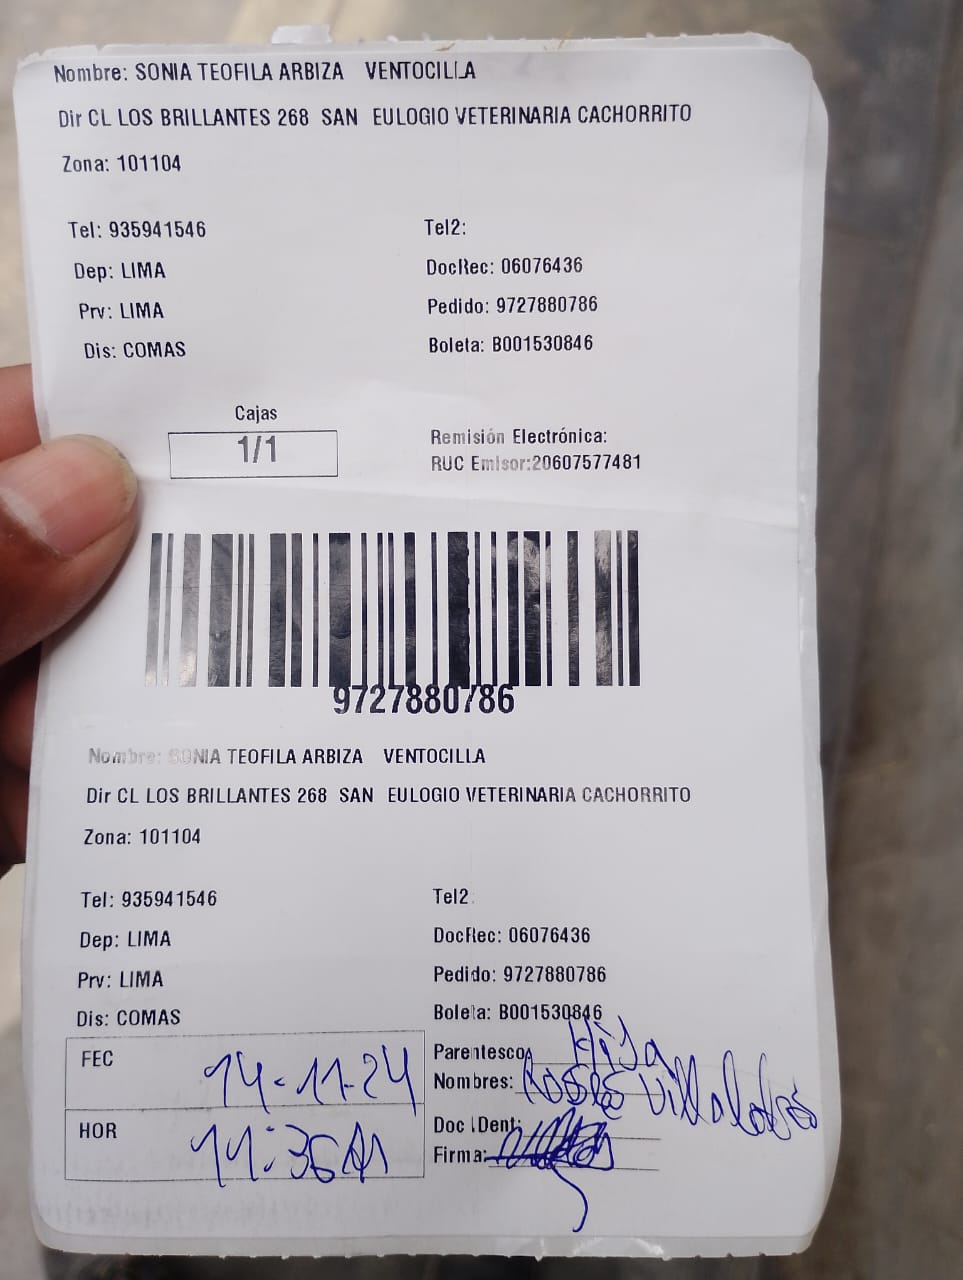 Nombre: SONIA TEOFILA ARBIZA VENTOCILLA
Dir CL LOS BRILLANTES 268 SAN EULOGIO VETERINARIA CACHORRITO
Zona: 101104
Tel: 935941546 Tel2:
Dep: LIMA DocRec: 06076436
Prv: LIMA Pedido: 9727880786
Dis: COMAS Boleta: B001530846
Cajas
1/1
Remisión Electrónica:
RUC Emisor:20607577481
9727880786
Nombre: SONIA TEOFILA ARBIZA VENTOCILLA
Dir CL LOS BRILLANTES 268 SAN EULOGIO VETERINARIA CACHORRITO
Zona: 101104
Tel: 935941546 Tel2
Dep: LIMA DocRec: 06076436
Prv: LIMA Pedido: 9727880786
Dis: COMAS Boleta: B001530846
FEC 14-11-24
HOR 11:36
Parentesco Hija
Nombres: Villalobos
Doc Dent:
Firma: